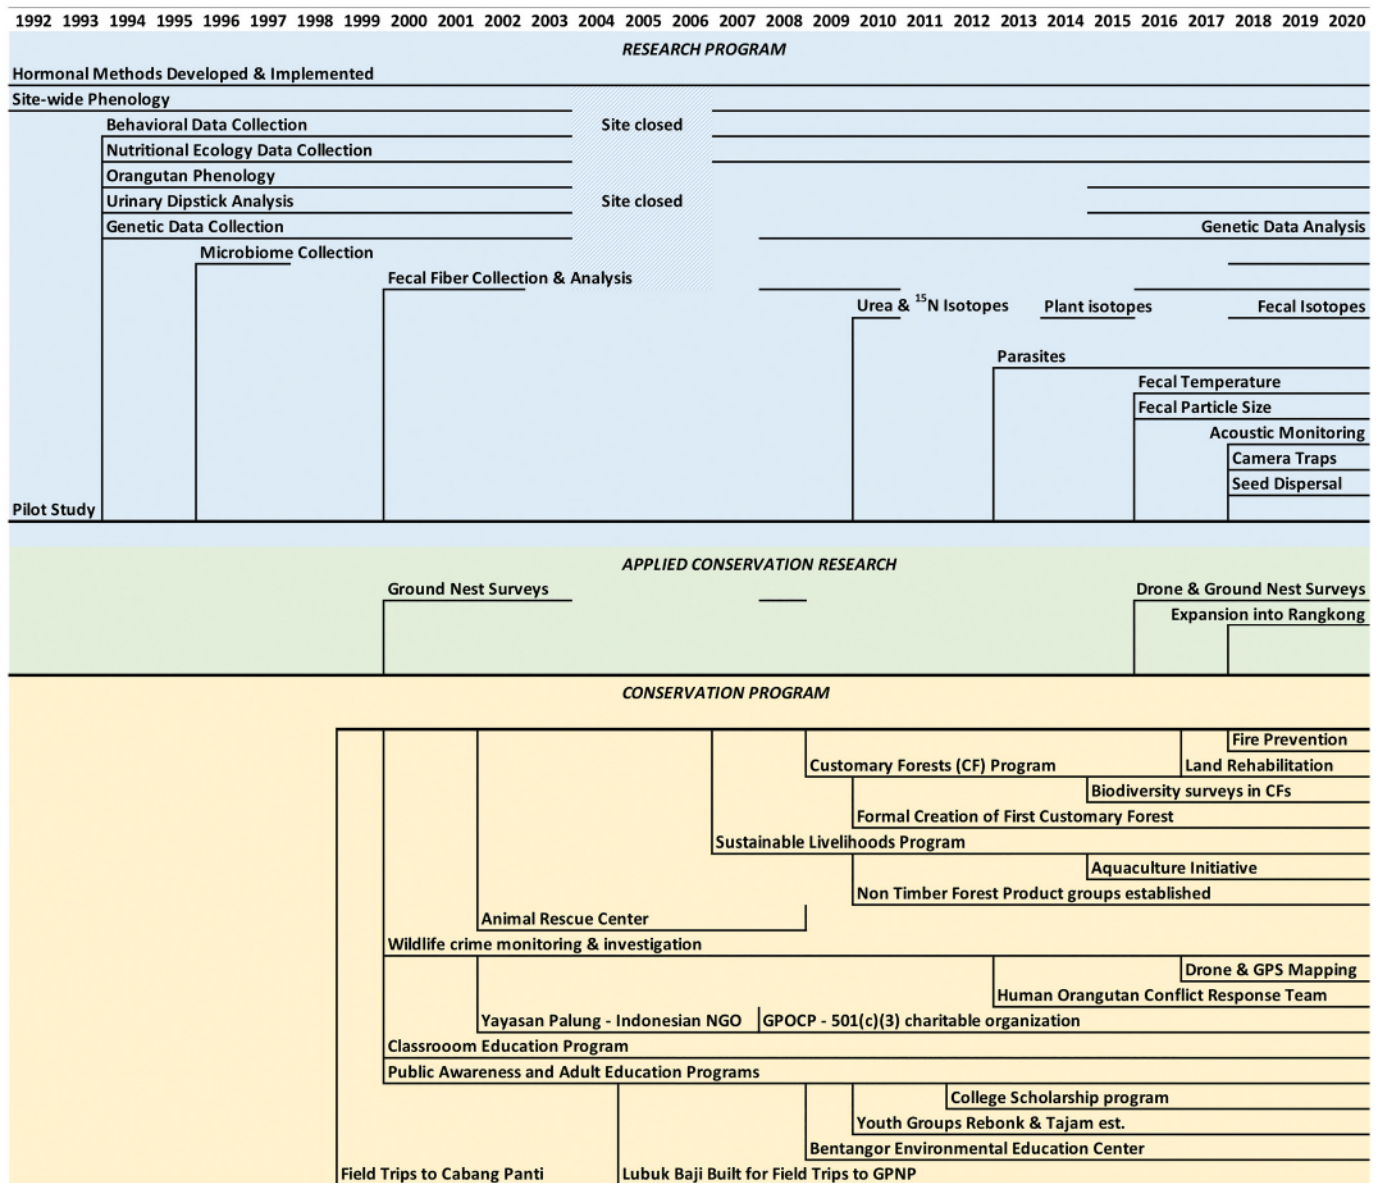 1992 1993 1994 1995 1996 1997 1998 1999 2000 2001 2002 2003 2004 2005 2006 2007 2008 2009 2010 2011 2012 2013 2014 2015 2016 2017 2018 2019 2020
RESEARCH PROGRAM
Hormonal Methods Developed & Implemented
Site-wide Phenology
Behavioral Data Collection Site closed
Nutritional Ecology Data Collection
Orangutan Phenology
Urinary Dipstick Analysis Site closed
Genetic Data Collection Genetic Data Analysis
Microbiome Collection
Fecal Fiber Collection & Analysis
Urea & 15N Isotopes Plant isotopes Fecal Isotopes
Parasites
Fecal Temperature
Fecal Particle Size
Acoustic Monitoring
Camera Traps
Seed Dispersal
Pilot Study
APPLIED CONSERVATION RESEARCH
Ground Nest Surveys Drone & Ground Nest Surveys
Expansion into Rangkong
CONSERVATION PROGRAM
Fire Prevention
Customary Forests (CF) Program Land Rehabilitation
Biodiversity surveys in CFs
Formal Creation of First Customary Forest
Sustainable Livelihoods Program
Aquaculture Initiative
Non Timber Forest Product groups established
Animal Rescue Center
Wildlife crime monitoring & investigation
Drone & GPS Mapping
Human Orangutan Conflict Response Team
Yayasan Palung - Indonesian NGO GPOCP - 501(c)(3) charitable organization
Classrooom Education Program
Public Awareness and Adult Education Programs
College Scholarship program
Youth Groups Rebonk & Tajam est.
Bentangor Environmental Education Center
Field Trips to Cabang Panti Lubuk Baji Built for Field Trips to GPNP